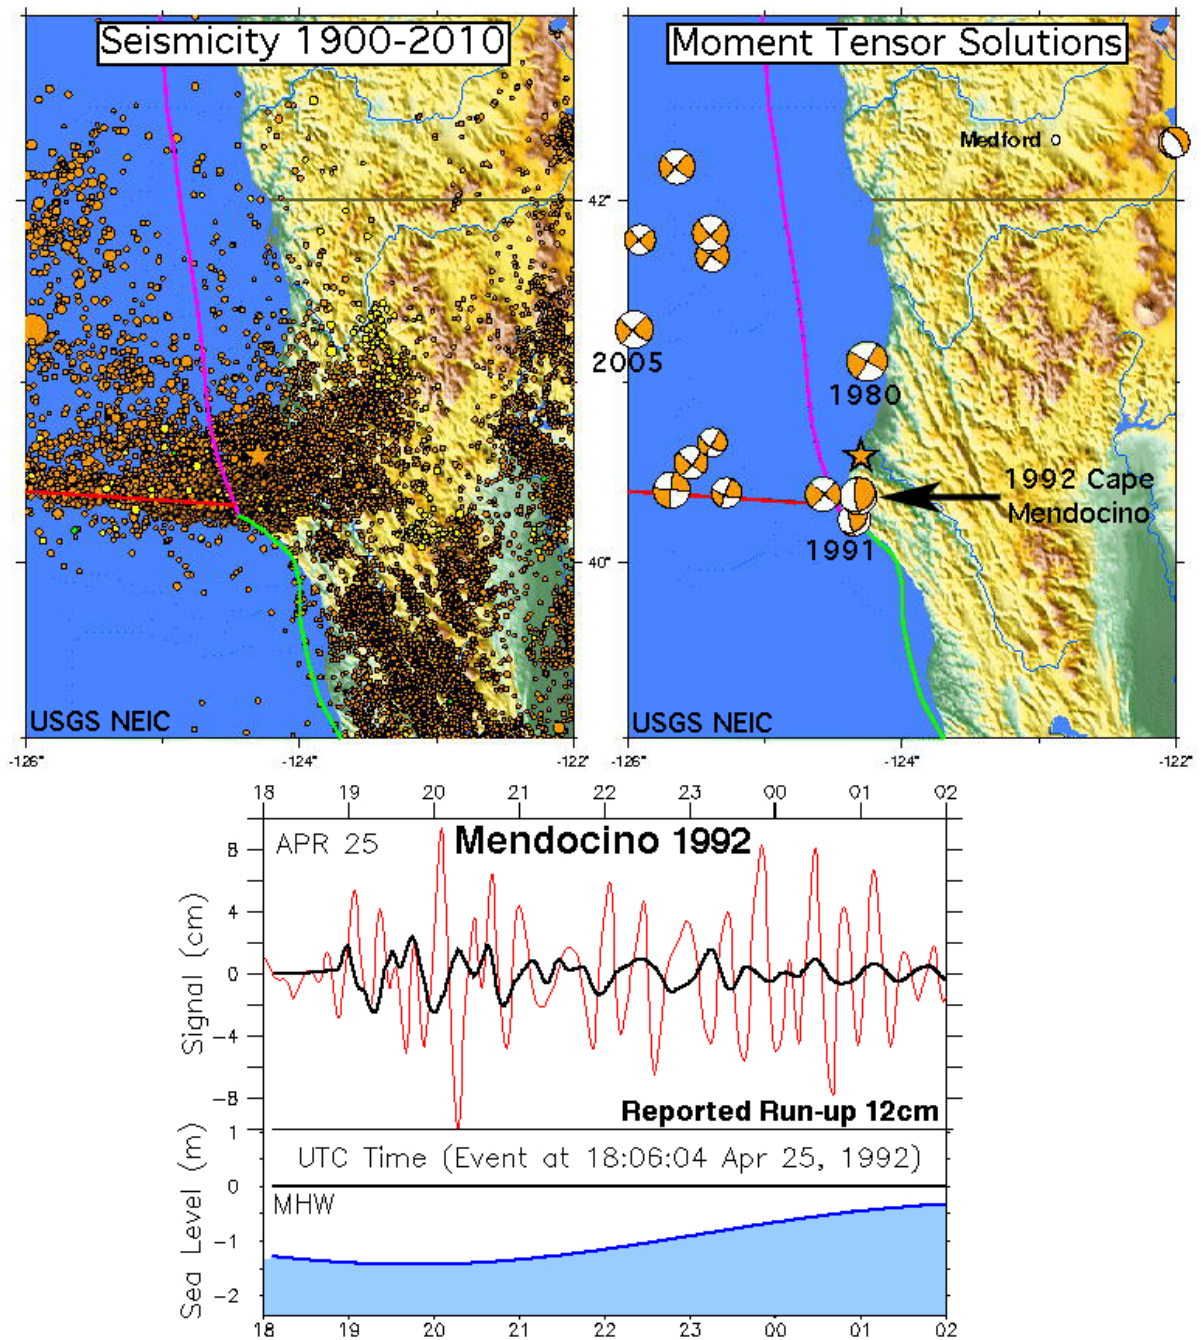 Seismicity 1900-2010
Moment Tensor Solutions
Medford
42°
2005
1980
1992 Cape
Mendocino
1991
40°
USGS NEIC
USGS NEIC
-126°
-124°
-122°
-126°
-124°
-122°
18 19 20 21 22 23 00 01 02
APR 25
Mendocino 1992
8
4
0
-4
-8
Signal (cm)
Reported Run-up 12cm
1
UTC Time (Event at 18:06:04 Apr 25, 1992)
0
MHW
-1
-2
Sea Level (m)
18 19 20 21 22 23 00 01 02